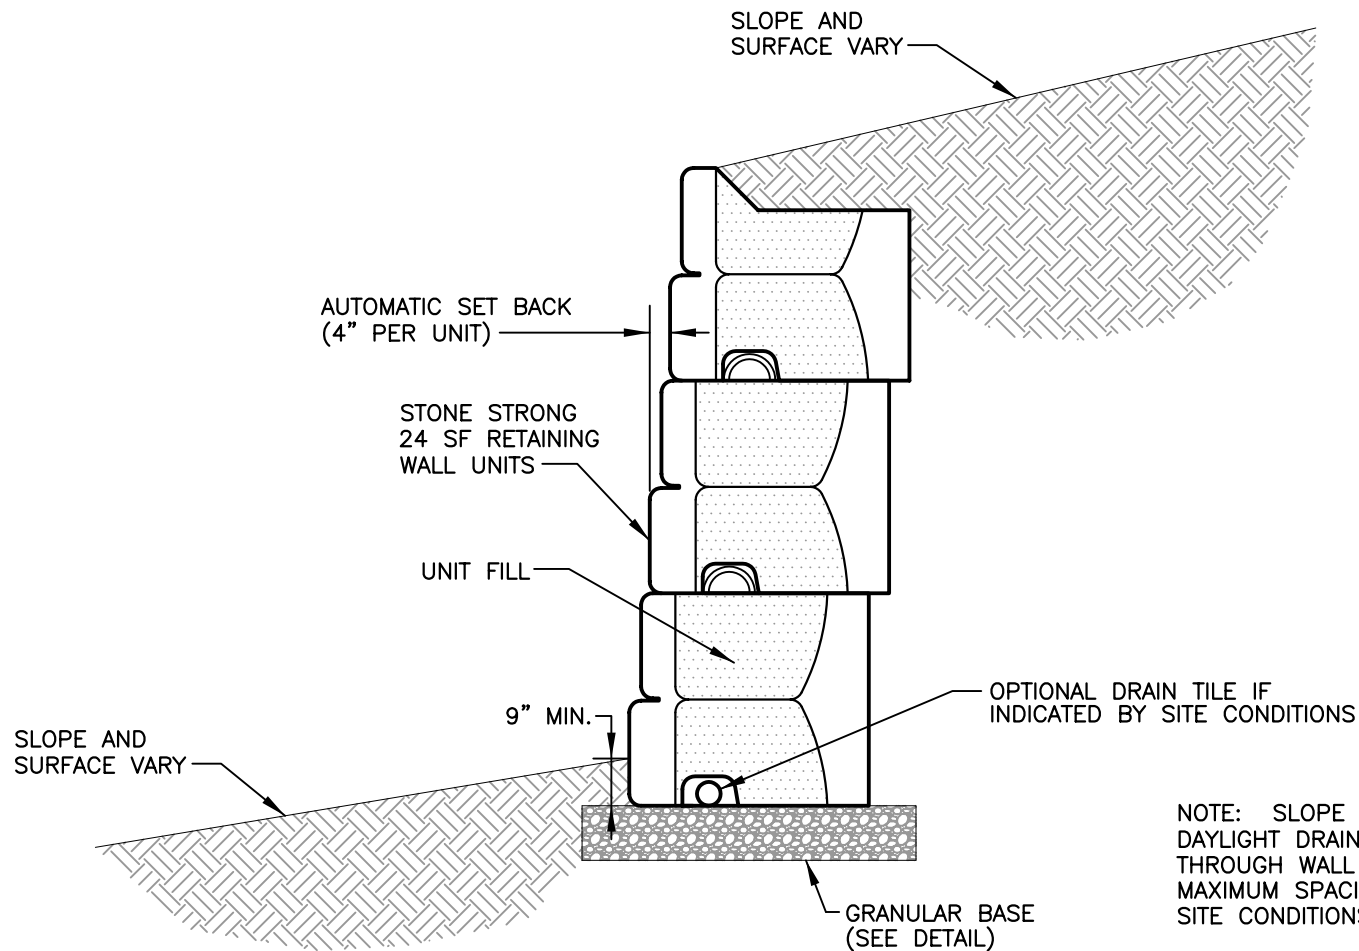 SLOPE AND
SURFACE VARY
AUTOMATIC SET BACK
(4” PER UNIT)
STONE STRONG
24 SF RETAINING
WALL UNITS
UNIT FILL
OPTIONAL DRAIN TILE IF
INDICATED BY SITE CONDITIONS
9” MIN.
SLOPE AND
SURFACE VARY
NOTE: SLOPE
DAYLIGHT DRAIN
THROUGH WALL
MAXIMUM
SITE
GRANULAR BASE
(SEE DETAIL)